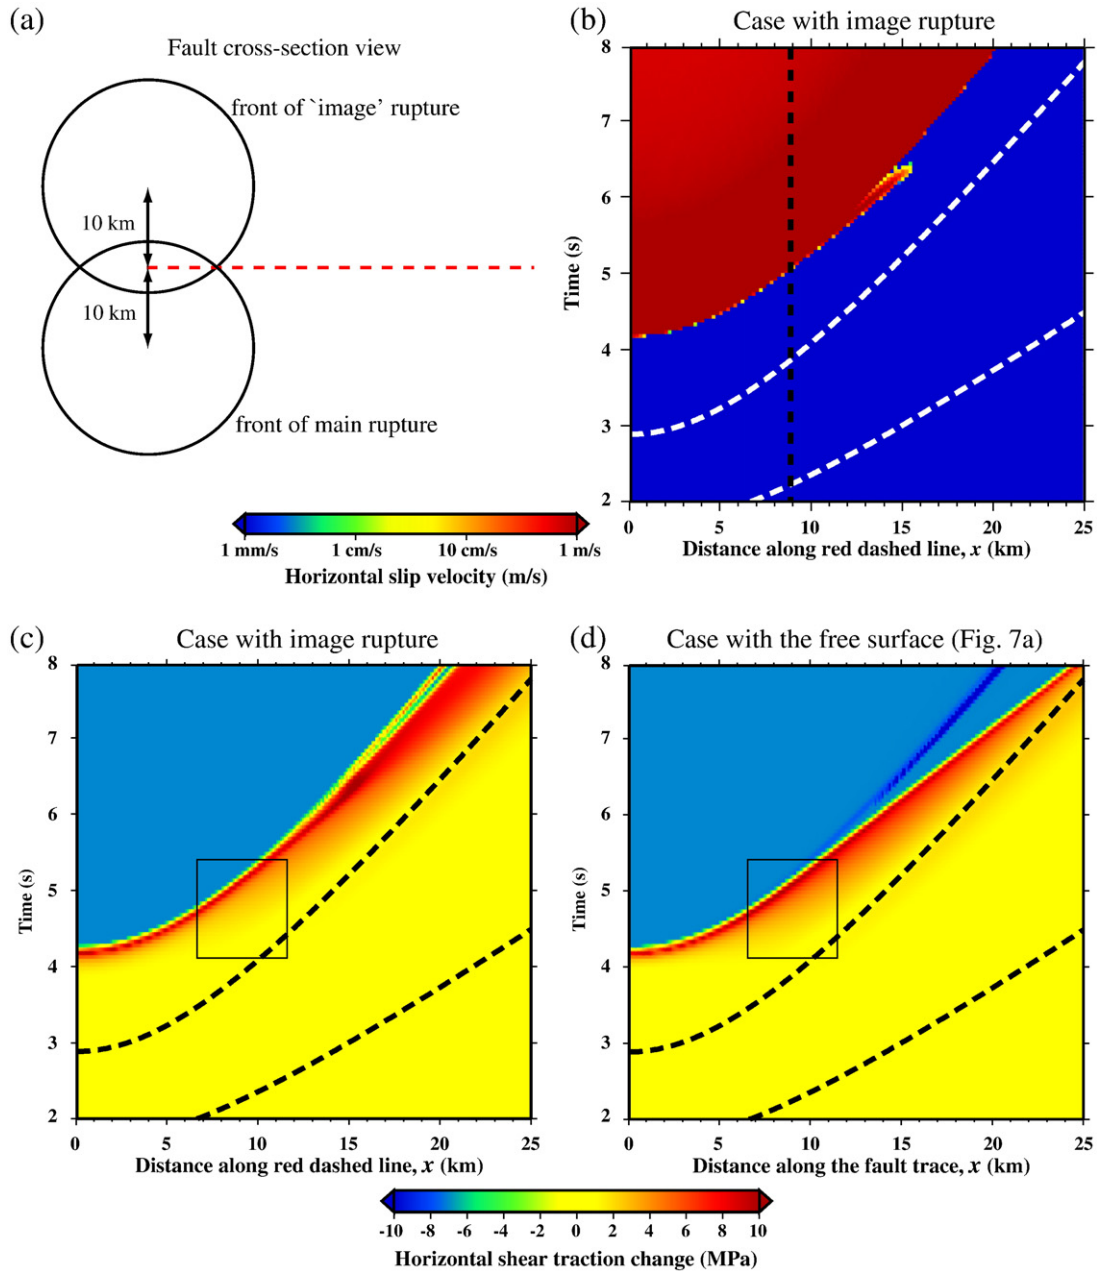 (a)
Fault cross-section view
front of `image' rupture
10 km
10 km
front of main rupture
1 mm/s 1 cm/s 10 cm/s 1 m/s
Horizontal slip velocity (m/s)
(b)
Case with image rupture
8
7
6
5
4
3
2
Time (s)
0 5 10 15 20 25
Distance along red dashed line, x (km)
(c)
Case with image rupture
8
7
6
5
4
3
2
Time (s)
0 5 10 15 20 25
Distance along red dashed line, x (km)
(d)
Case with the free surface (Fig. 7a)
8
7
6
5
4
3
2
Time (s)
0 5 10 15 20 25
Distance along the fault trace, x (km)
-10 -8 -6 -4 -2 0 2 4 6 8 10
Horizontal shear traction change (MPa)